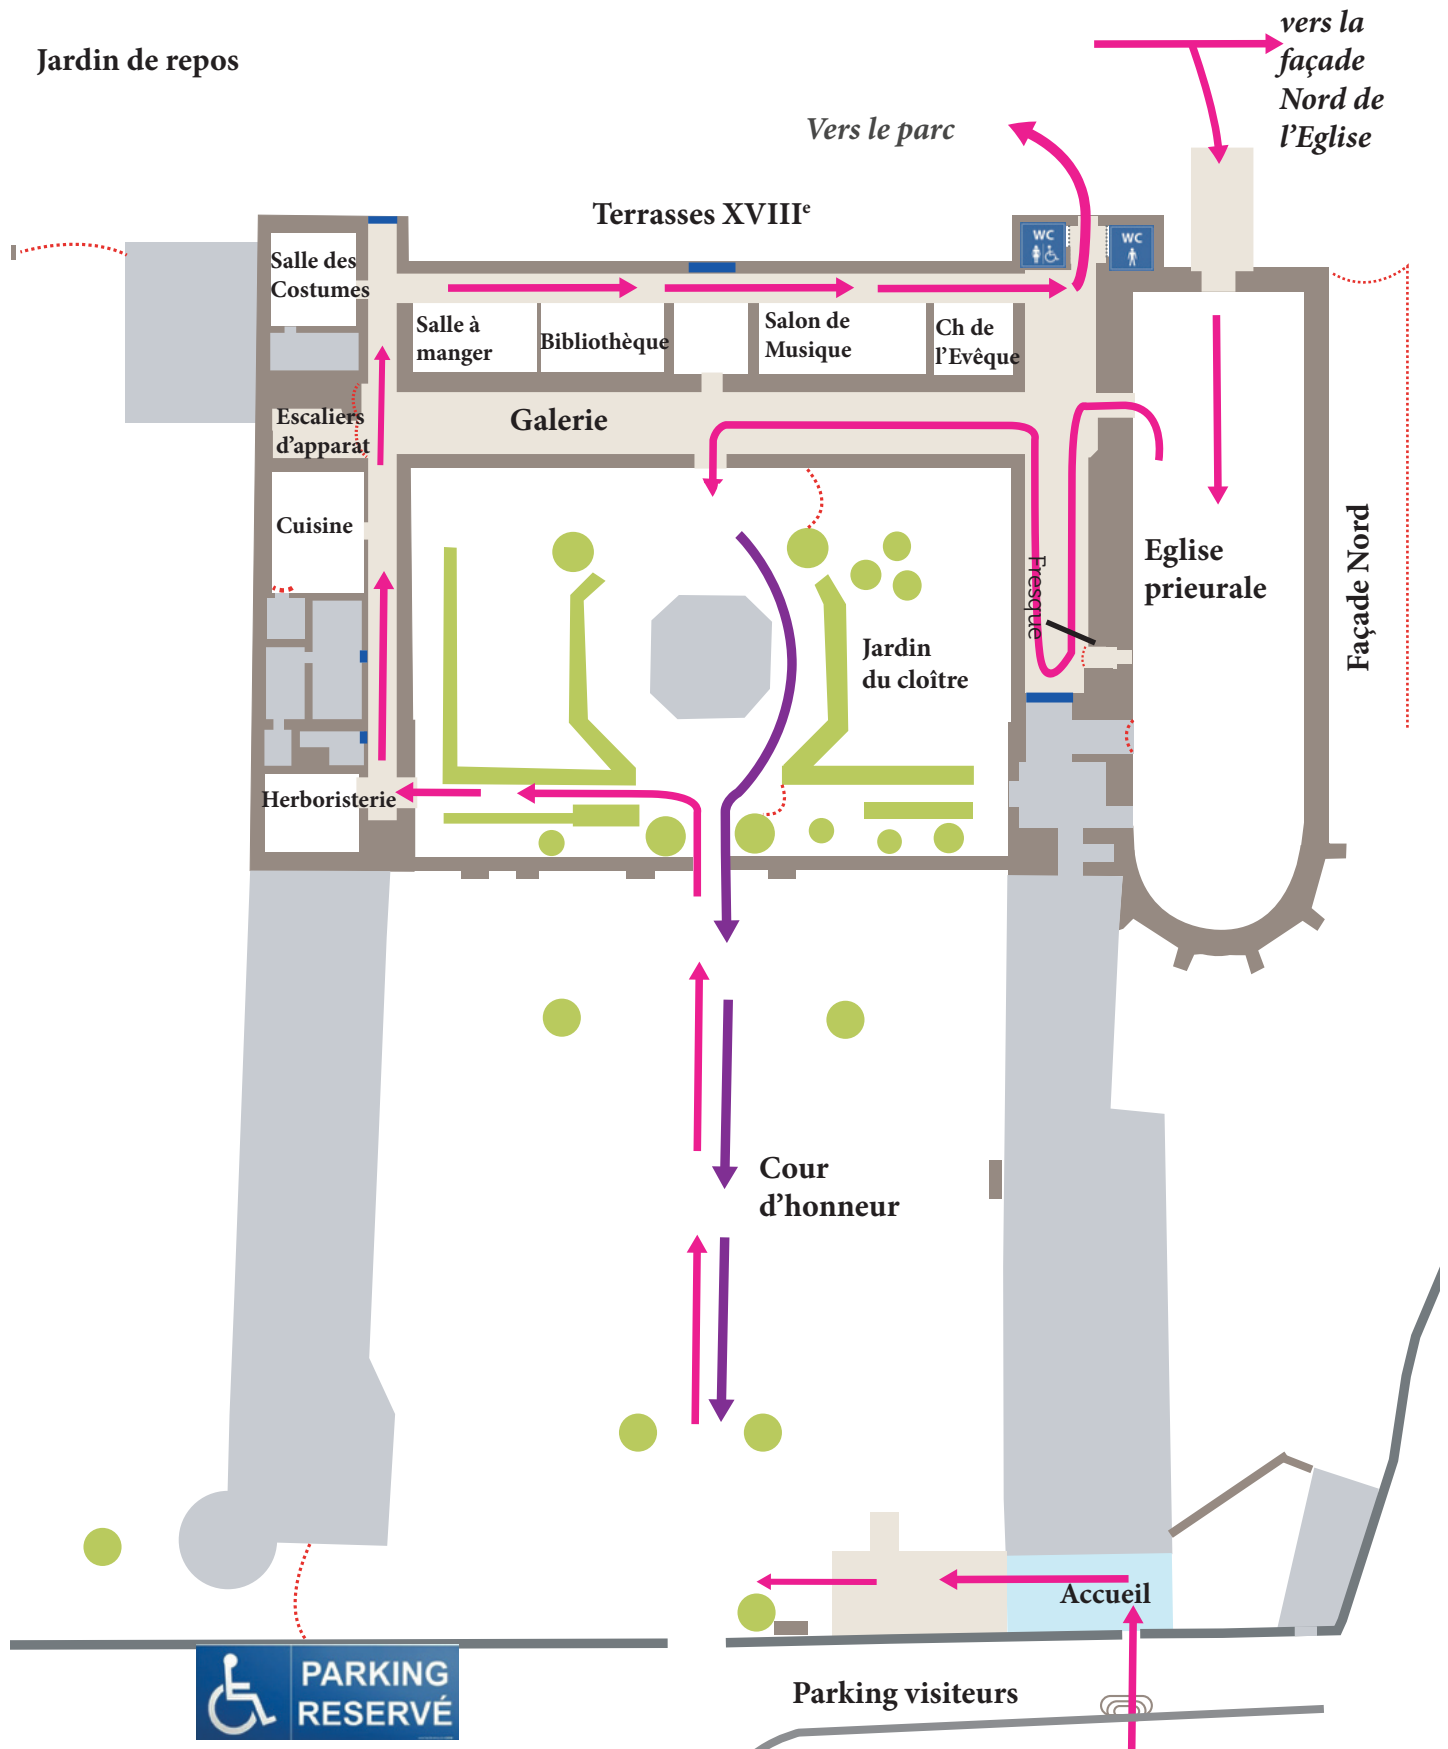 vers la
façade
Nord de
l'Eglise
Jardin de repos
Vers le parc
Terrasses XVIIIᵉ
WC
WC
Salle des
Costumes
Salle à
manger
Bibliothèque
Salon de
Musique
Ch de
l'Evêque
Escaliers
d'apparat
Galerie
Cuisine
Fresque
Eglise
prieurale
Façade Nord
Jardin
du cloître
Herboristerie
Cour
d'honneur
Accueil
PARKING
RESERVÉ
Parking visiteurs